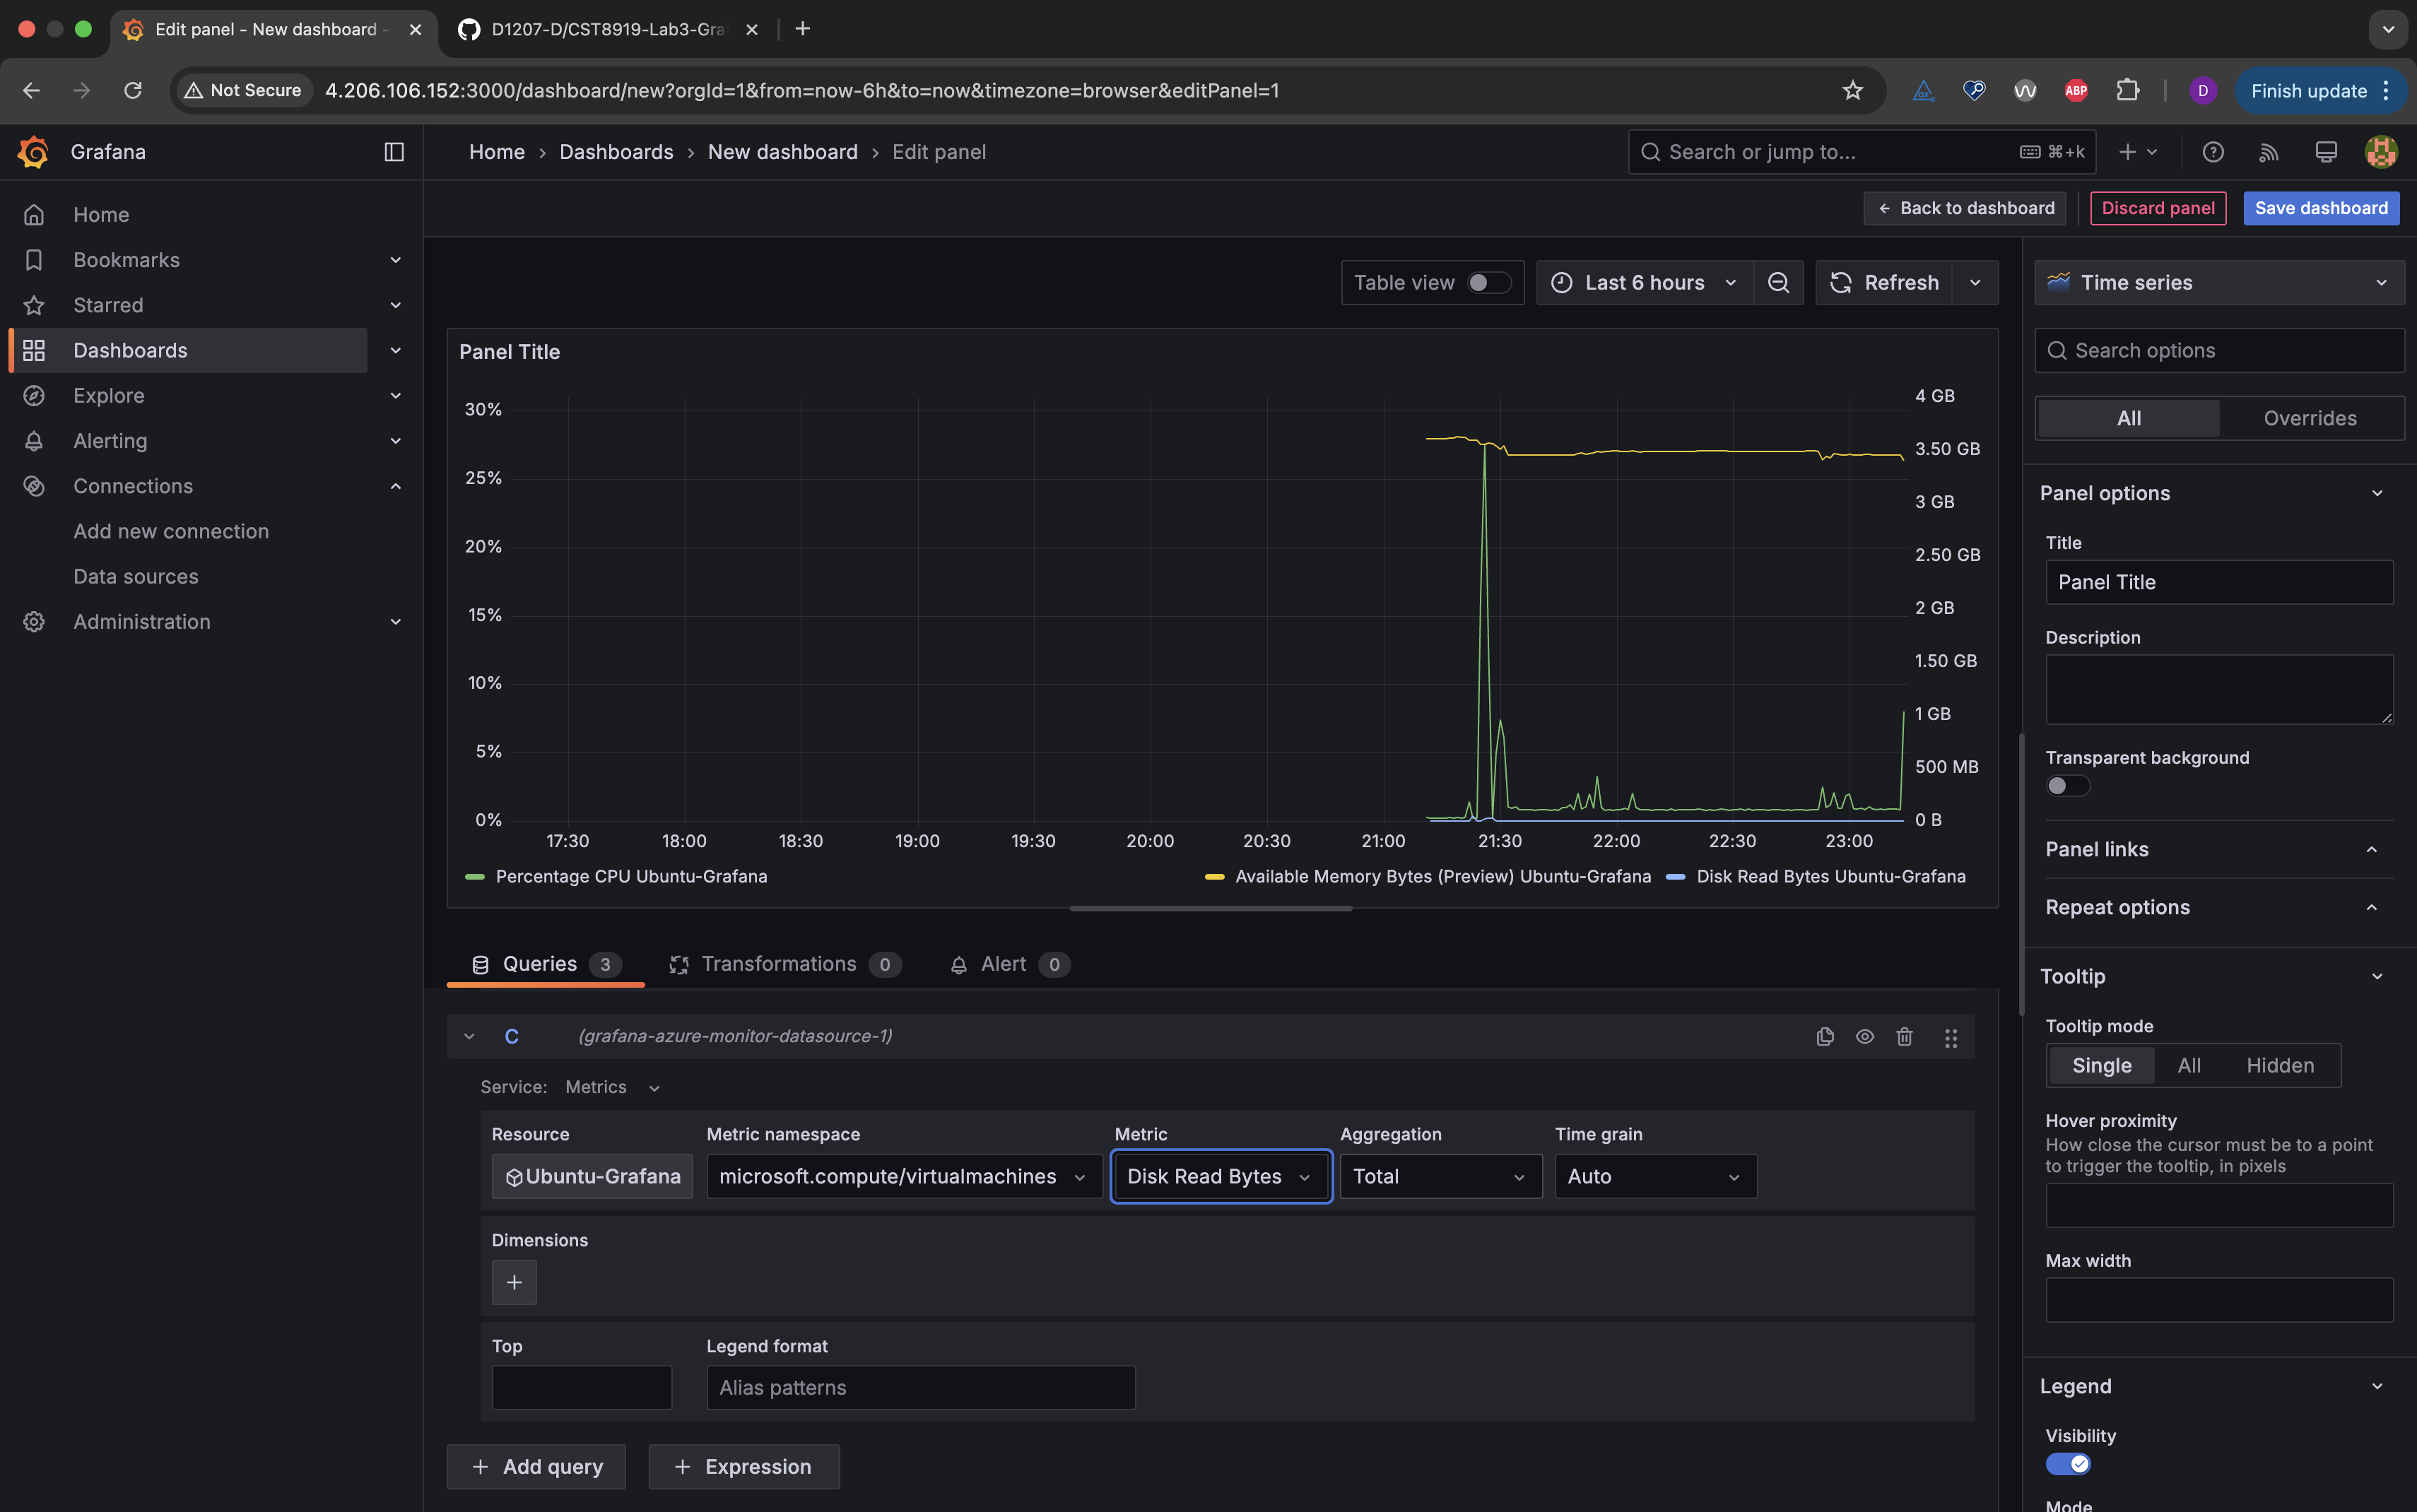 Edit panel - New dashboard -
D1207-D/CST8919-Lab3-Gra
Not Secure
4.206.106.152:3000/dashboard/new?orgId=1&from=now-6h&to=now&timezone=browser&editPanel=1
ABP
D
Finish update
Grafana
Home › Dashboards › New dashboard › Edit panel
Search or jump to...
⌘+k
Home
Bookmarks
Starred
Dashboards
Explore
Alerting
Connections
Add new connection
Data sources
Administration
Back to dashboard
Discard panel
Save dashboard
Table view
Last 6 hours
Refresh
Panel Title
30%
25%
20%
15%
10%
5%
0%
4 GB
3.50 GB
3 GB
2.50 GB
2 GB
1.50 GB
1 GB
500 MB
0 B
17:30 18:00 18:30 19:00 19:30 20:00 20:30 21:00 21:30 22:00 22:30 23:00
Percentage CPU Ubuntu-Grafana
Available Memory Bytes (Preview) Ubuntu-Grafana
Disk Read Bytes Ubuntu-Grafana
Queries 3
Transformations 0
Alert 0
C (grafana-azure-monitor-datasource-1)
Service: Metrics
Resource
Metric namespace
Metric
Aggregation
Time grain
Ubuntu-Grafana
microsoft.compute/virtualmachines
Disk Read Bytes
Total
Auto
Dimensions
Top
Legend format
Alias patterns
+ Add query
+ Expression
Time series
Search options
All
Overrides
Panel options
Title
Panel Title
Description
Transparent background
Panel links
Repeat options
Tooltip
Tooltip mode
Single
All
Hidden
Hover proximity
How close the cursor must be to a point
to trigger the tooltip, in pixels
Max width
Legend
Visibility
Mode